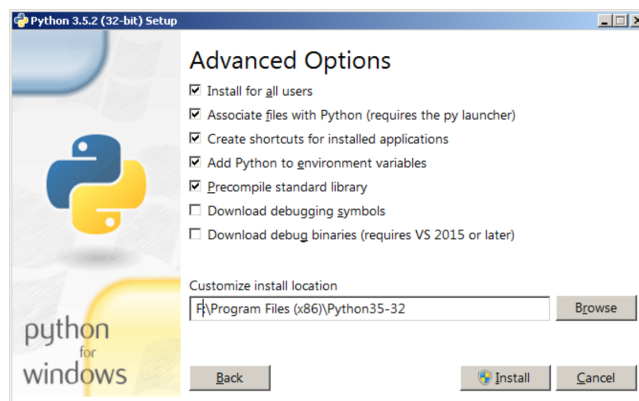 Python 3.5.2 (32-bit) Setup
Advanced Options
Install for all users
Associate files with Python (requires the py launcher)
Create shortcuts for installed applications
Add Python to environment variables
Precompile standard library
Download debugging symbols
Download debug binaries (requires VS 2015 or later)
Customize install location
F:\Program Files (x86)\Python35-32
Browse
python
for
windows
Back
Install
Cancel